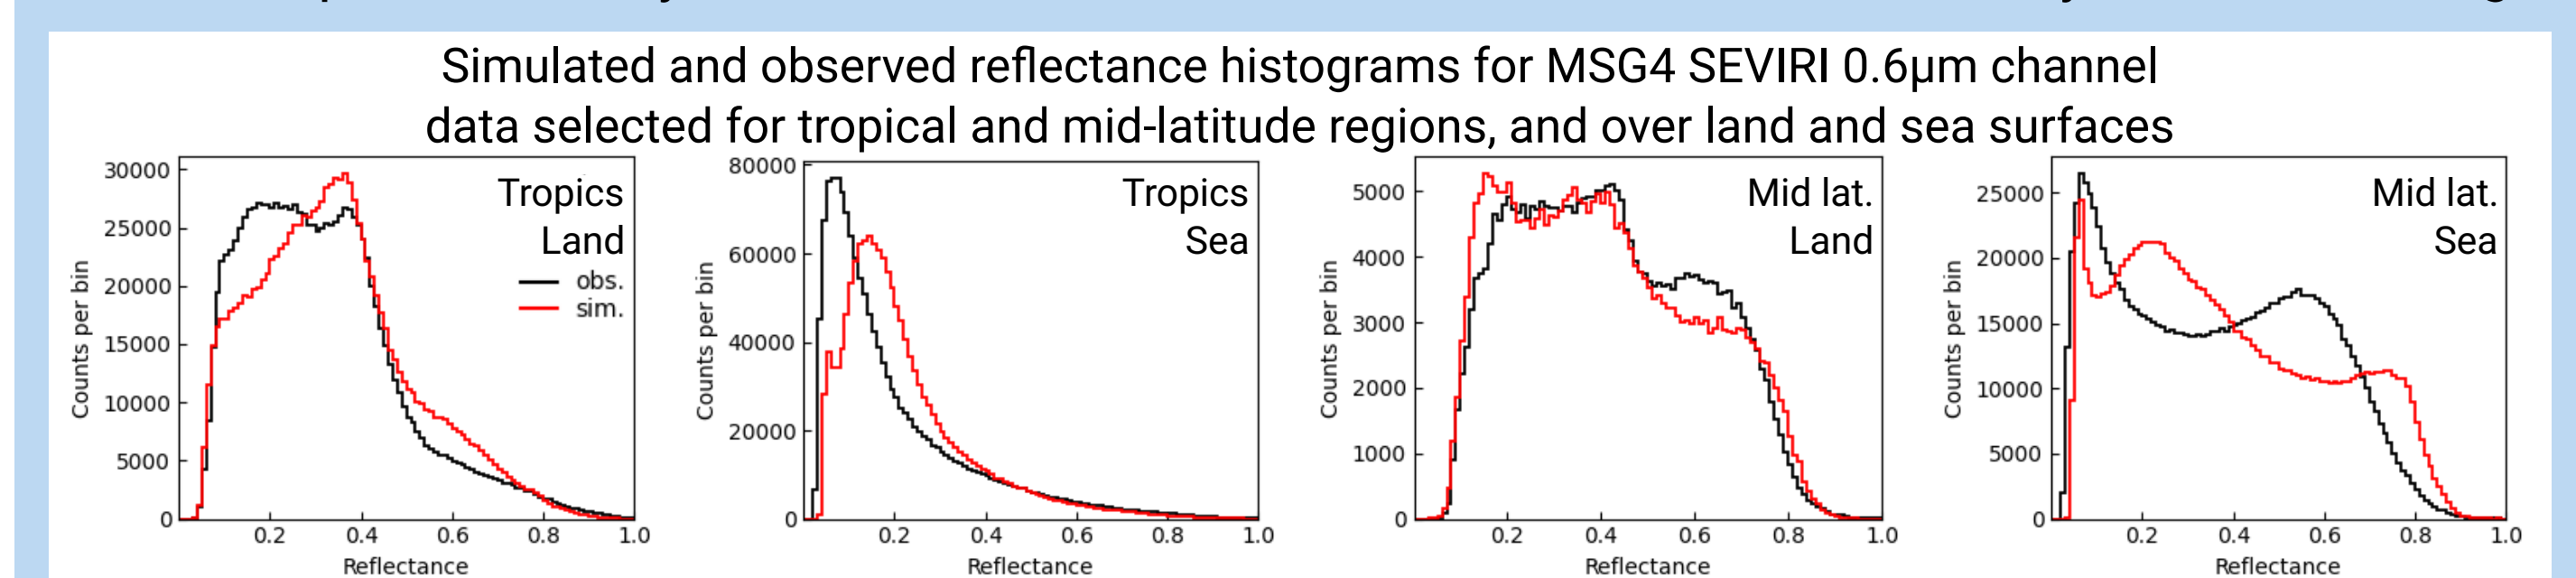 Simulated and observed reflectance histograms for MSG4 SEVIRI 0.6µm channel
data selected for tropical and mid-latitude regions, and over land and sea surfaces
30000
25000
20000
15000
10000
5000
0
Counts per bin
Tropics
Land
obs.
sim.
0.2 0.4 0.6 0.8 1.0
Reflectance
80000
60000
40000
20000
0
Counts per bin
Tropics
Sea
0.2 0.4 0.6 0.8 1.0
Reflectance
5000
4000
3000
2000
1000
0
Counts per bin
Mid lat.
Land
0.2 0.4 0.6 0.8 1.0
Reflectance
25000
20000
15000
10000
5000
0
Counts per bin
Mid lat.
Sea
0.2 0.4 0.6 0.8 1.0
Reflectance